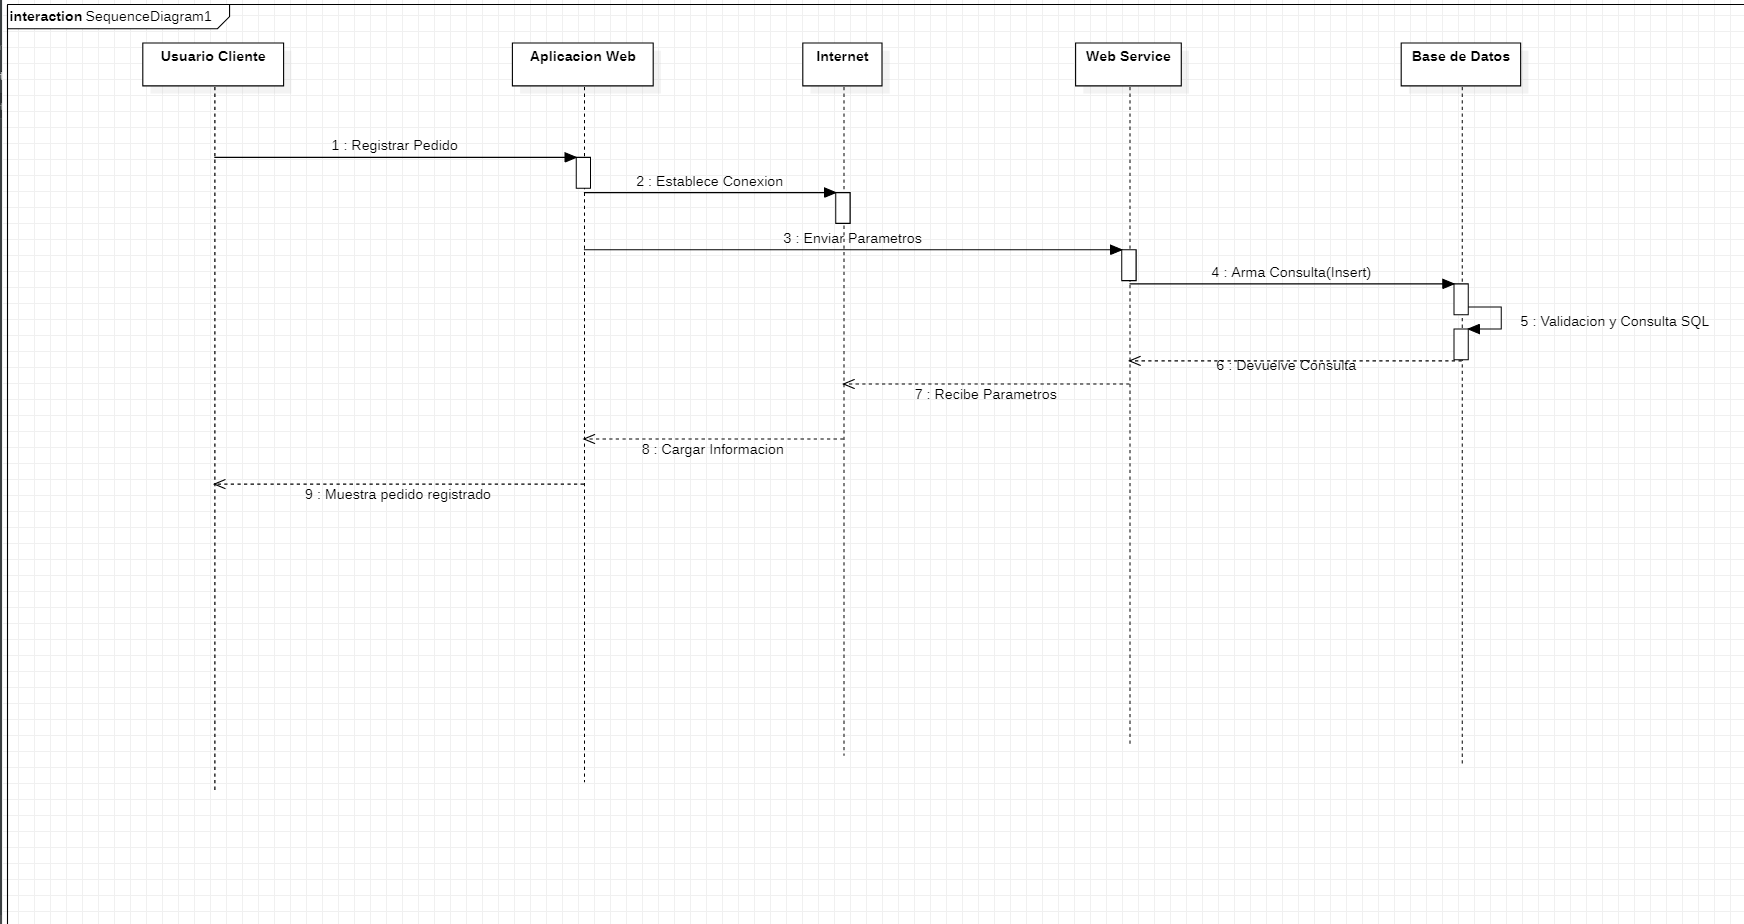 interaction SequenceDiagram1
Usuario Cliente
Aplicacion Web
Internet
Web Service
Base de Datos
1 : Registrar Pedido
2 : Establece Conexion
3 : Enviar Parametros
4 : Arma Consulta(Insert)
5 : Validacion y Consulta SQL
6 : Devuelve Consulta
7 : Recibe Parametros
8 : Cargar Informacion
9 : Muestra pedido registrado